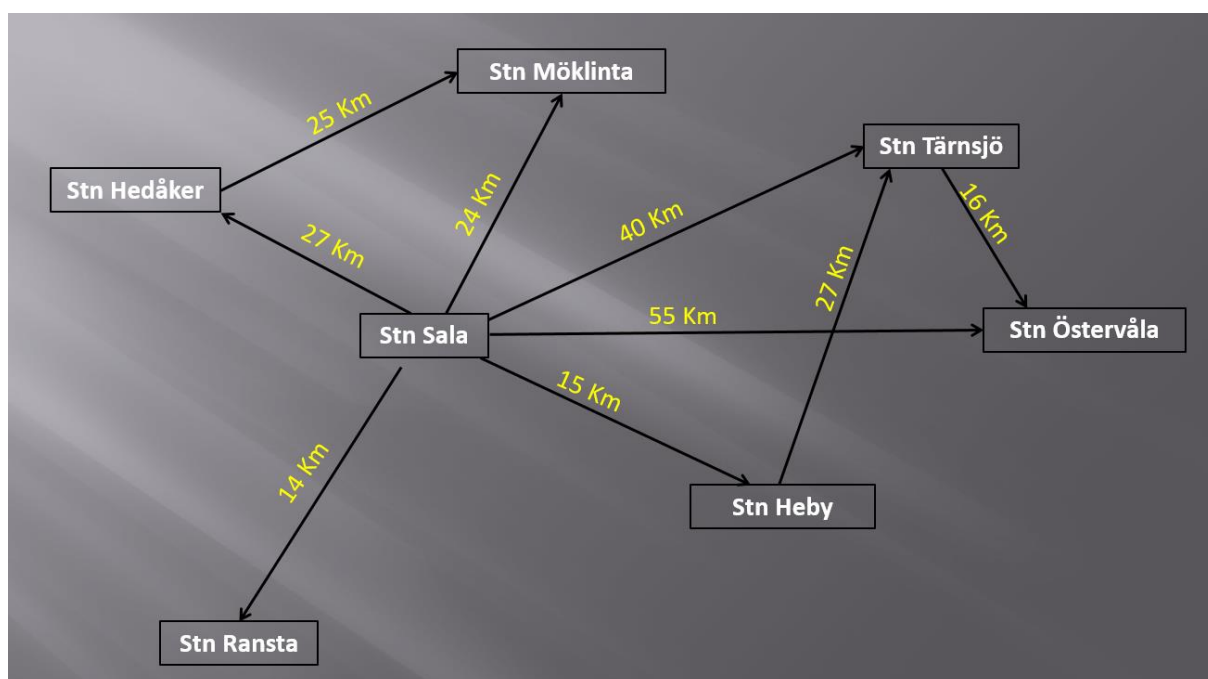 Stn Möklinta
25 Km
Stn Tärnsjö
Stn Hedåker
24 Km
16 Km
40 Km
27 Km
27 Km
55 Km
Stn Östervåla
Stn Sala
15 Km
14 Km
Stn Heby
Stn Ransta